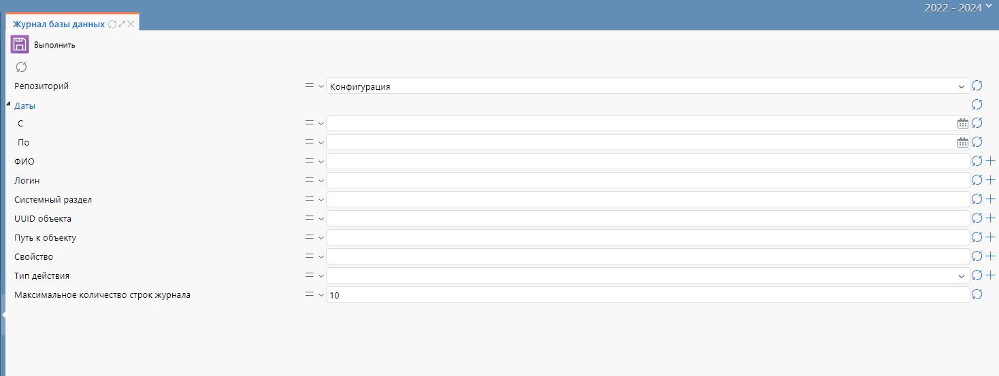 2022 - 2024
Журнал базы данных
Выполнить
Репозиторий Конфигурация
Даты
С
По
ФИО
Логин
Системный раздел
UUID объекта
Путь к объекту
Свойство
Тип действия
Максимальное количество строк журнала 10